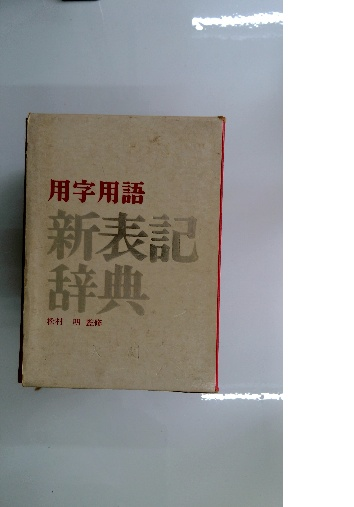 用字用語
新表記
辞典
松村 明 監修